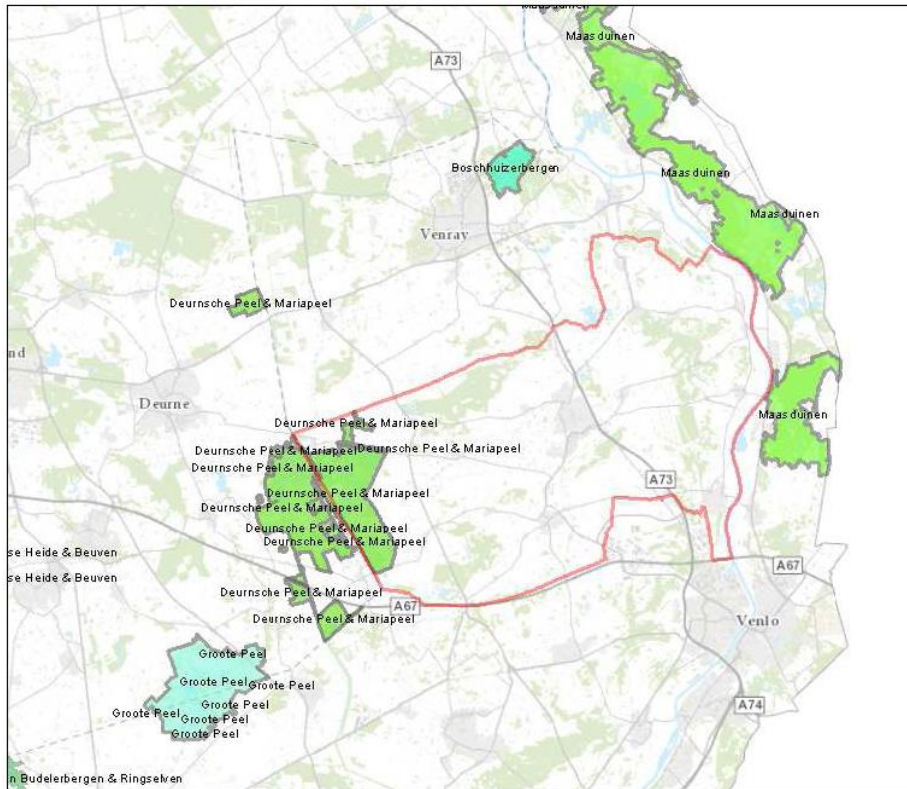 Maasduinen
Maasduinen
A73
Boschhuizerbergen
Maasduinen
Maasduinen
Venray
Deurnsche Peel & Mariapeel
nd
Deurne
Maasduinen
Deurnsche Peel & Mariapeel
Deurnsche Peel & Mariapeel
Deurnsche Peel & Mariapeel
Deurnsche Peel & Mariapeel
A73
Deurnsche Peel & Mariapeel
Deurnsche Peel & Mariapeel
Deurnsche Peel & Mariapeel
Deurnsche Peel & Mariapeel
se Heide & Beuven
A67
se Heide & Beuven
Deurnsche Peel & Mariapeel
A67
Deurnsche Peel & Mariapeel
Venlo
Groote Peel
Groote Peel
Groote Peel
Groote Peel
A74
Groote Peel
Groote Peel
Groote Peel
n Budelerbergen & Ringselven